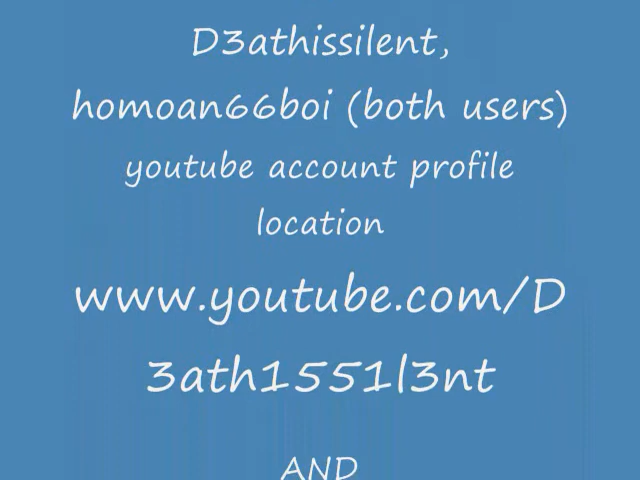 D3athissilent,
homoan66boi (both users)
youtube account profile
location
www.youtube.com/D
3ath1551l3nt
AND